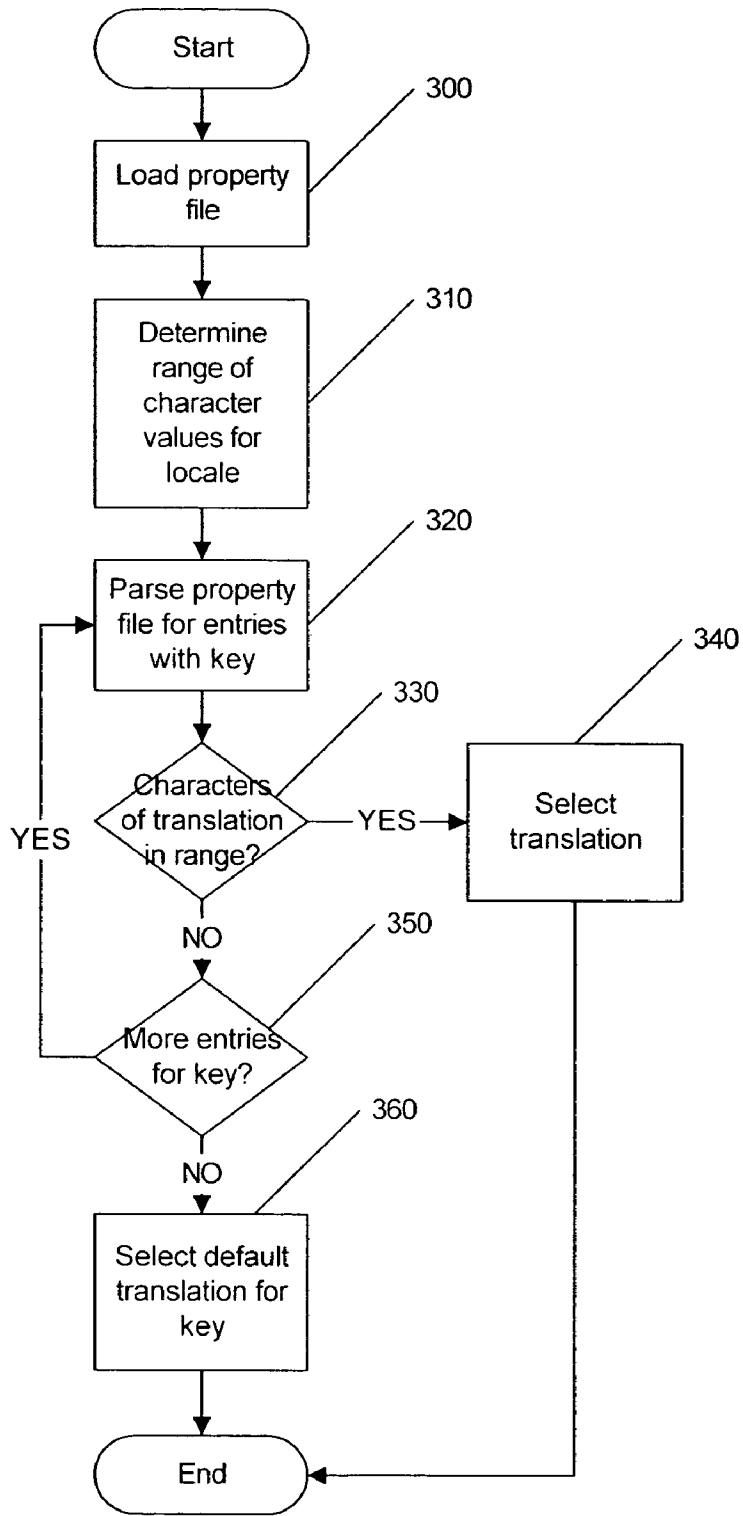 Start
300
Load property
file
310
Determine
range of
character
values for
locale
320
Parse property
file for entries
with key
340
330
Characters
of translation
in range?
YES
Select
translation
YES
NO
350
More entries
for key?
360
NO
Select default
translation for
key
End